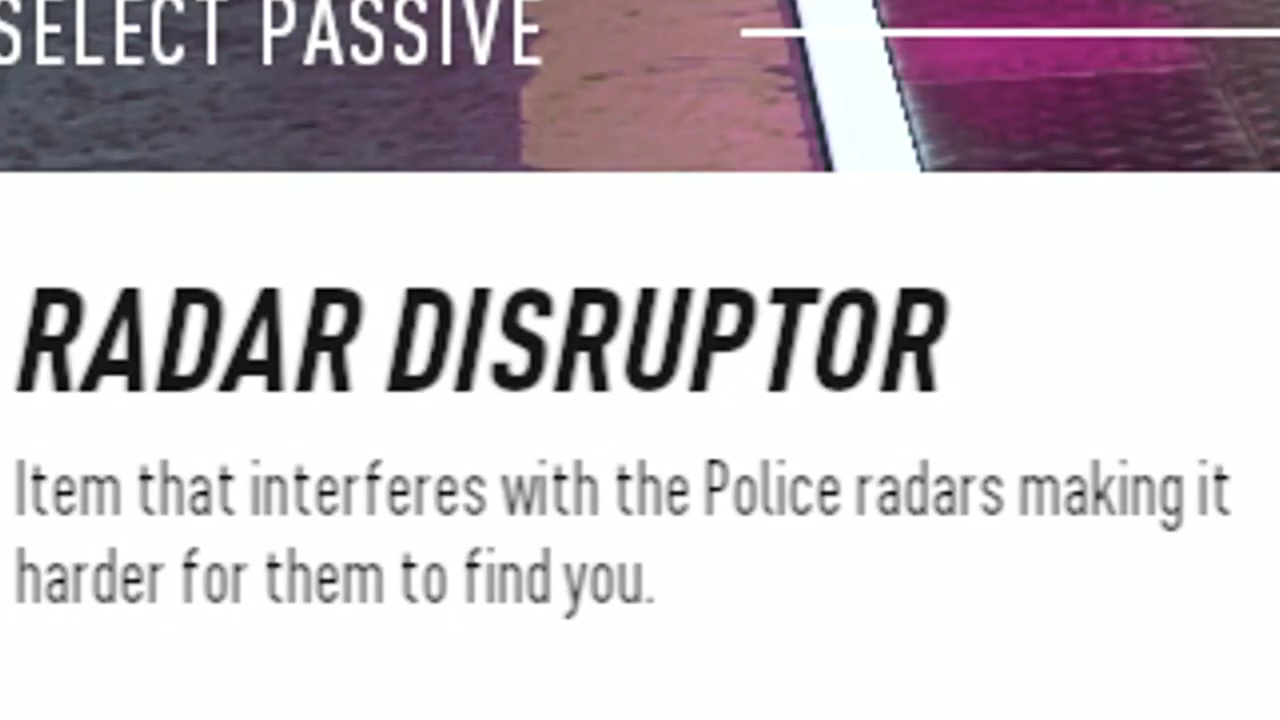 SELECT PASSIVE
RADAR DISRUPTOR
Item that interferes with the Police radars making it
harder for them to find you.